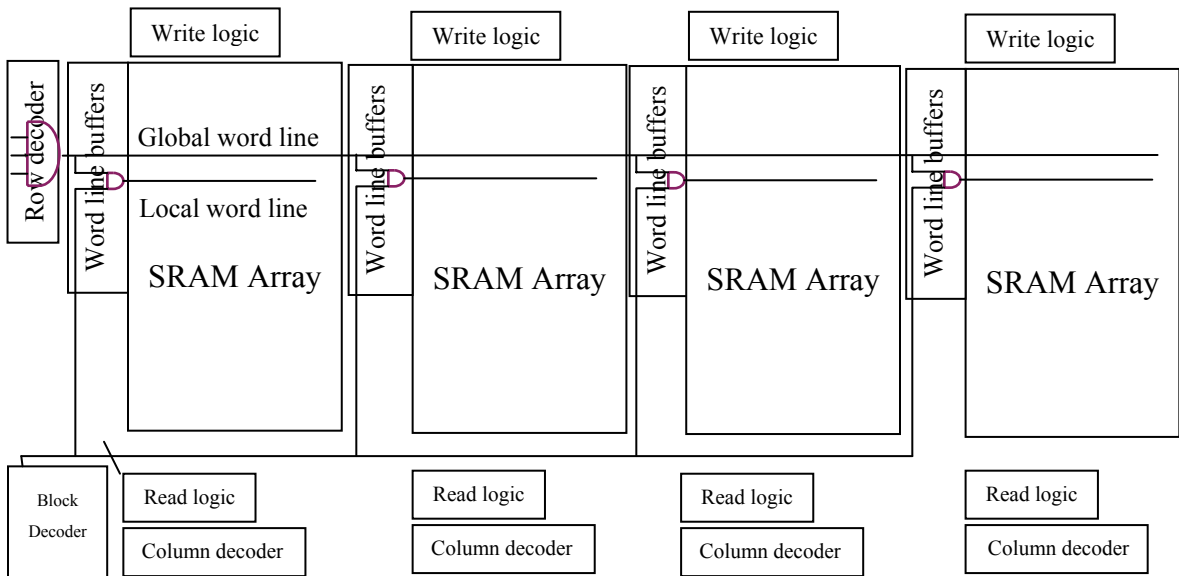 Write logic
Write logic
Write logic
Write logic
Row decoder
Word line buffers
Global word line
Local word line
SRAM Array
Word line buffers
SRAM Array
Word line buffers
SRAM Array
Word line buffers
SRAM Array
Block
Decoder
Read logic
Column decoder
Read logic
Column decoder
Read logic
Column decoder
Read logic
Column decoder